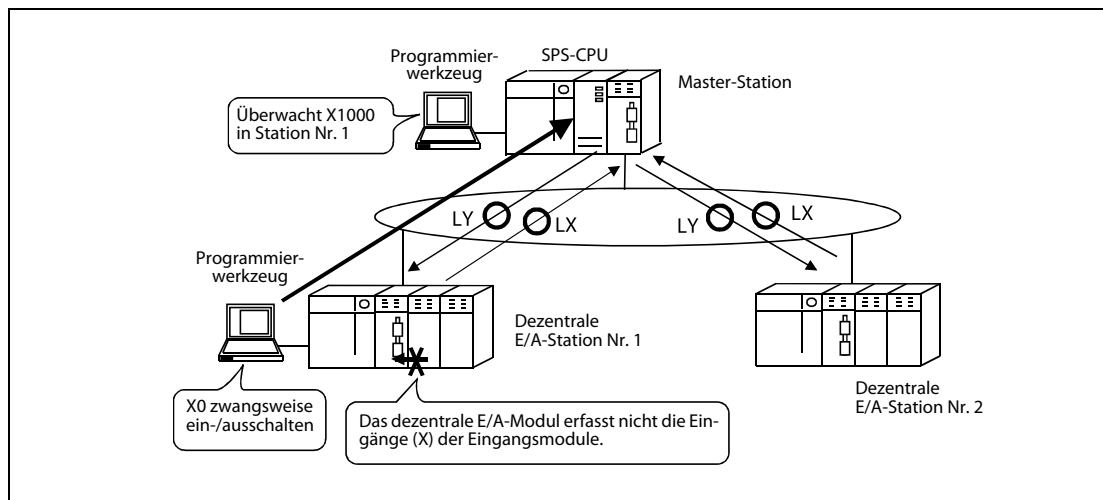 Programmier-
werkzeug
SPS-CPU
Master-Station
Überwacht X1000
in Station Nr. 1
LY
LX
LY
LX
Programmier-
werkzeug
Dezentrale
E/A-Station Nr. 1
Dezentrale
E/A-Station Nr. 2
X0 zwangsweise
ein-/ausschalten
Das dezentrale E/A-Modul erfasst nicht die Ein-
gänge (X) der Eingangsmodule.